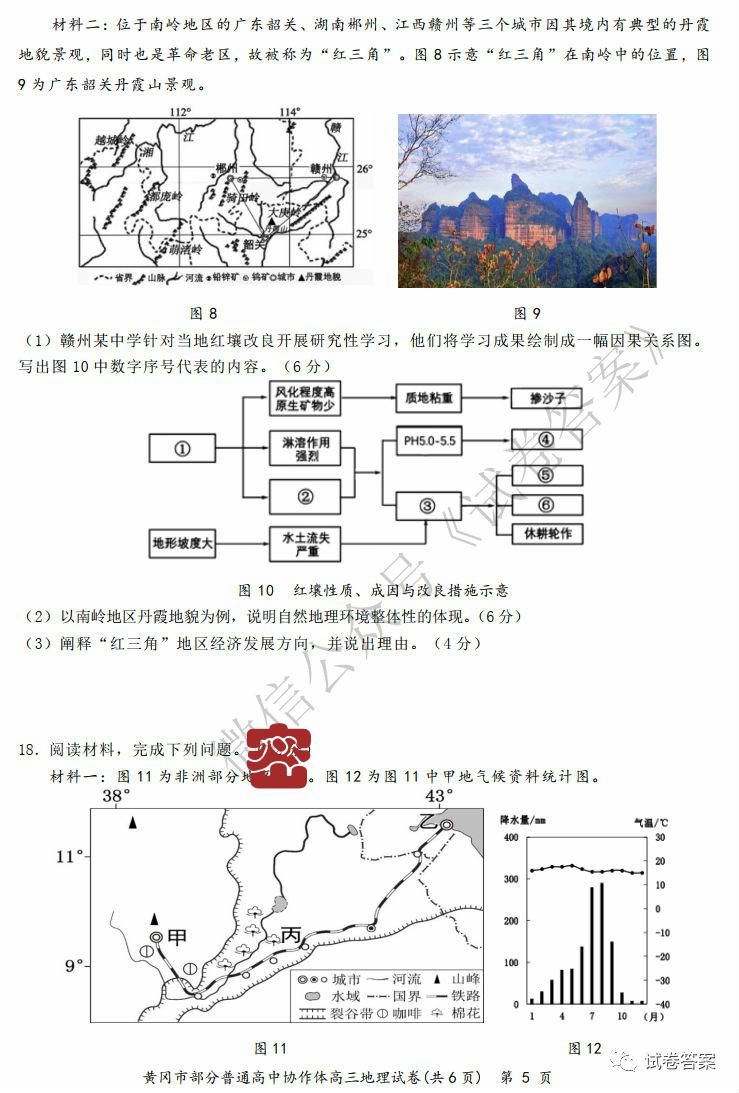 材料二：位于南岭地区的广东韶关、湖南郴州、江西赣州等三个城市因其境内有典型的丹霞
地貌景观，同时也是革命老区，故被称为“红三角”。图8示意“红三角”在南岭中的位置，图
9为广东韶关丹霞山景观。
112°
114°
越城岭
湘
江
赣
江
郴州
赣州
26°
都庞岭
骑田岭
大庾岭
丹霞山
韶关
萌渚岭
25°
省界 山脉 河流 铅锌矿 钨矿 城市 丹霞地貌
图8
图9
（1）赣州某中学针对当地红壤改良开展研究性学习，他们将学习成果绘制成一幅因果关系图。
写出图10中数字序号代表的内容。（6分）
风化程度高
原生矿物少
质地粘重
掺沙子
①
淋溶作用
强烈
PH5.0-5.5
④
②
③
⑤
⑥
地形坡度大
水土流失
严重
休耕轮作
图10 红壤性质、成因与改良措施示意
（2）以南岭地区丹霞地貌为例，说明自然地理环境整体性的体现。（6分）
（3）阐释“红三角”地区经济发展方向，并说出理由。（4分）
微信公众号《试卷答案》
18．阅读材料，完成下列问题。
材料一：图11为非洲部分地
。图12为图11中甲地气候资料统计图。
38°
43°
乙
11°
甲
丙
9°
城市 河流 山峰
水域 国界 铁路
裂谷带 咖啡 棉花
图11
降水量/mm
气温/℃
400
300
200
100
0
30
20
10
0
-10
-20
-30
-40
1 4 7 10 (月)
图12
试卷答案
黄冈市部分普通高中协作体高三地理试卷(共6页) 第 5 页